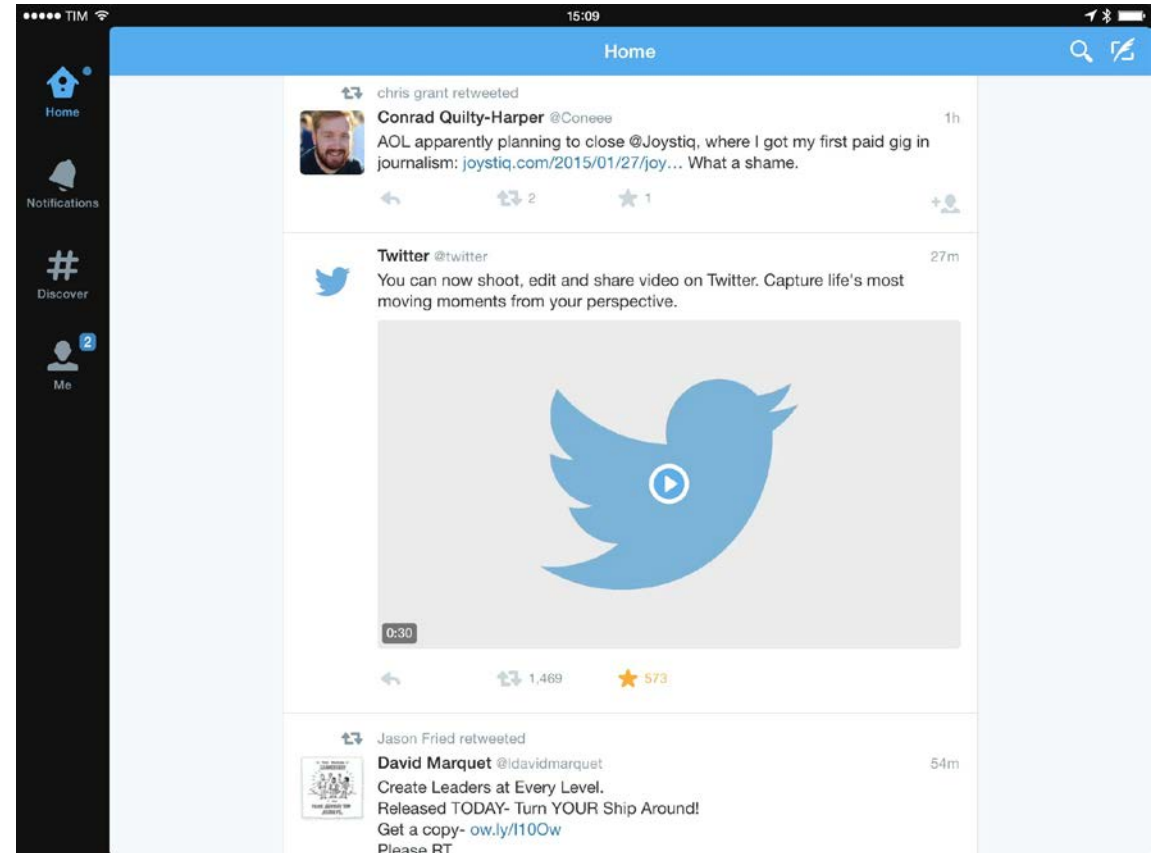 TIM
15:09
Home
Home
Notifications
Discover
2
Me
chris grant retweeted
Conrad Quilty-Harper @Coneee 1h
AOL apparently planning to close @Joystiq, where I got my first paid gig in
journalism: joystiq.com/2015/01/27/joy… What a shame.
2 1
Twitter @twitter 27m
You can now shoot, edit and share video on Twitter. Capture life's most
moving moments from your perspective.
0:30
1,469 573
Jason Fried retweeted
David Marquet @ldavidmarquet 54m
Create Leaders at Every Level.
Released TODAY- Turn YOUR Ship Around!
Get a copy- ow.ly/I10Ow
Please RT